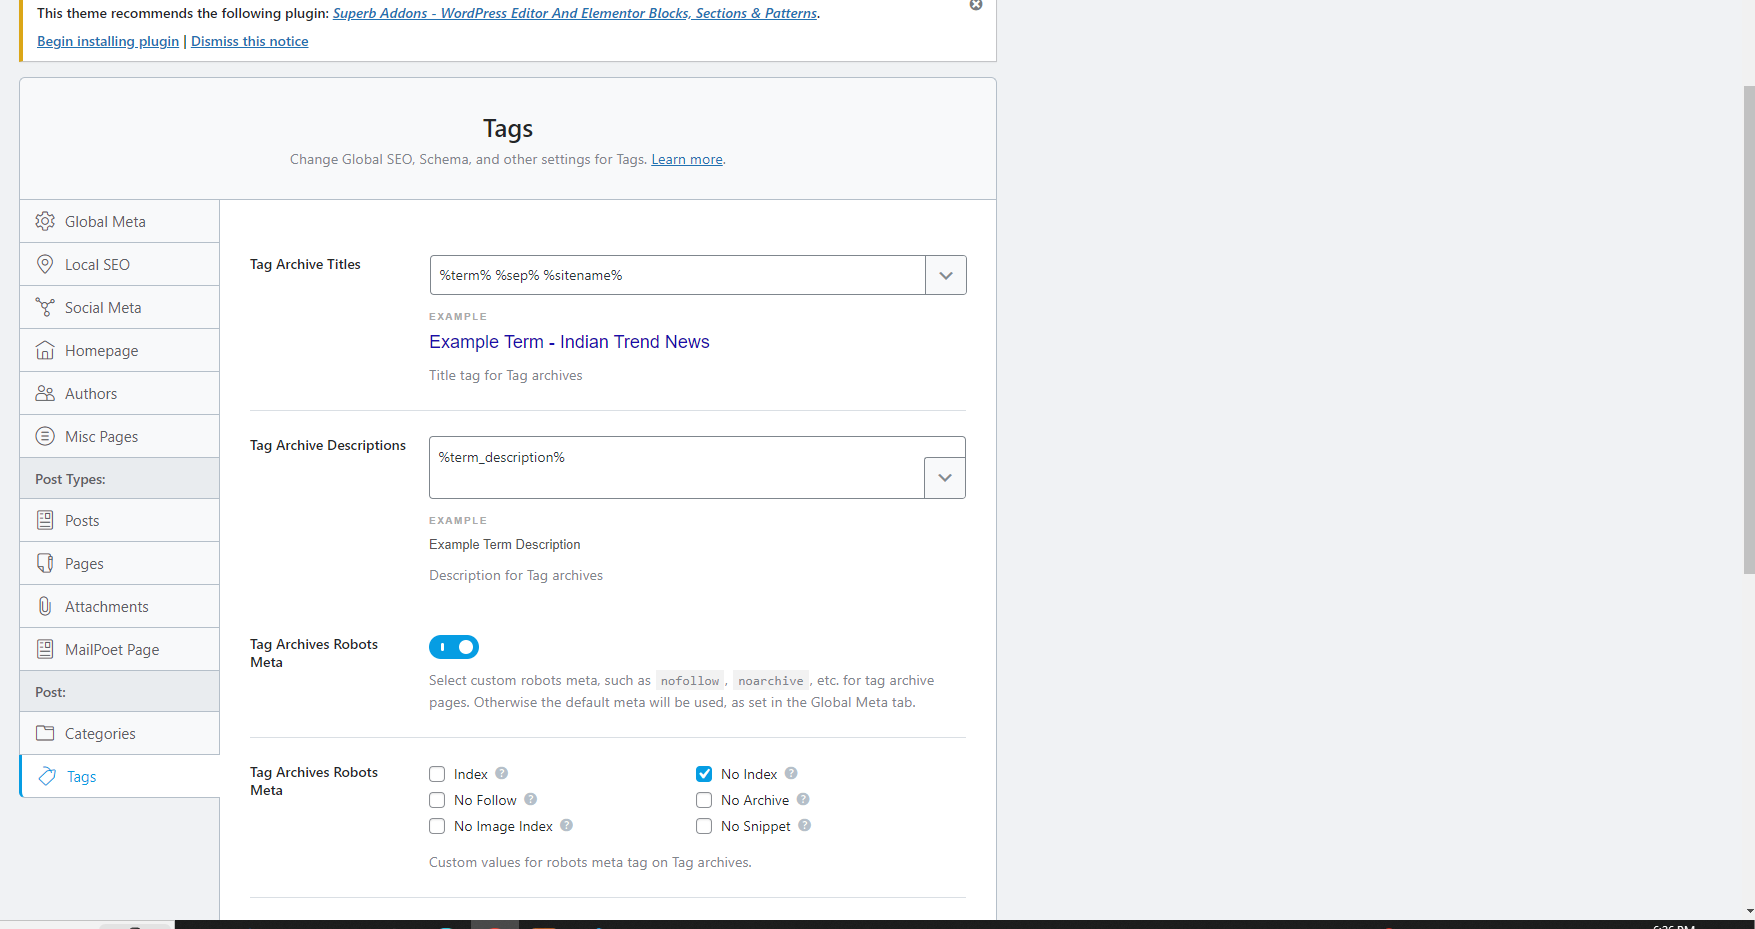 This theme recommends the following plugin: Superb Addons - WordPress Editor And Elementor Blocks, Sections & Patterns.
Begin installing plugin | Dismiss this notice
Tags
Change Global SEO, Schema, and other settings for Tags. Learn more.
Global Meta
Local SEO
Social Meta
Homepage
Authors
Misc Pages
Post Types:
Posts
Pages
Attachments
MailPoet Page
Post:
Categories
Tags
Tag Archive Titles
%term% %sep% %sitename%
EXAMPLE
Example Term - Indian Trend News
Title tag for Tag archives
Tag Archive Descriptions
%term_description%
EXAMPLE
Example Term Description
Description for Tag archives
Tag Archives Robots
Meta
Select custom robots meta, such as nofollow, noarchive, etc. for tag archive
pages. Otherwise the default meta will be used, as set in the Global Meta tab.
Tag Archives Robots
Meta
Index ?
No Index ?
No Follow ?
No Archive ?
No Image Index ?
No Snippet ?
Custom values for robots meta tag on Tag archives.